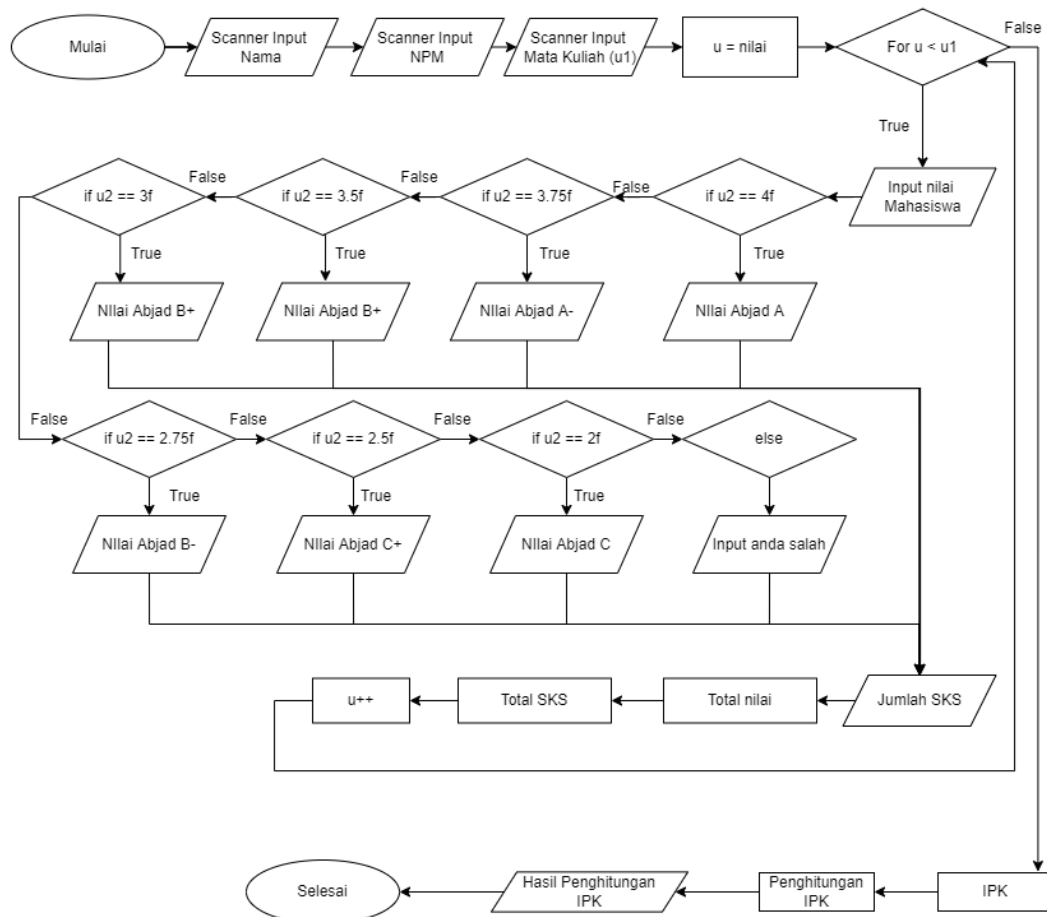 Mulai
Scanner Input
Nama
Scanner Input
NPM
Scanner Input
Mata Kuliah (u1)
u = nilai
For u < u1
False
True
Input nilai
Mahasiswa
if u2 == 4f
False
if u2 == 3.75f
False
if u2 == 3.5f
False
if u2 == 3f
True
True
True
True
NIlai Abjad B+
NIlai Abjad B+
NIlai Abjad A-
NIlai Abjad A
False
if u2 == 2.75f
False
if u2 == 2.5f
False
if u2 == 2f
False
else
True
True
True
NIlai Abjad B-
NIlai Abjad C+
NIlai Abjad C
Input anda salah
Jumlah SKS
Total nilai
Total SKS
u++
IPK
Penghitungan
IPK
Hasil Penghitungan
IPK
Selesai